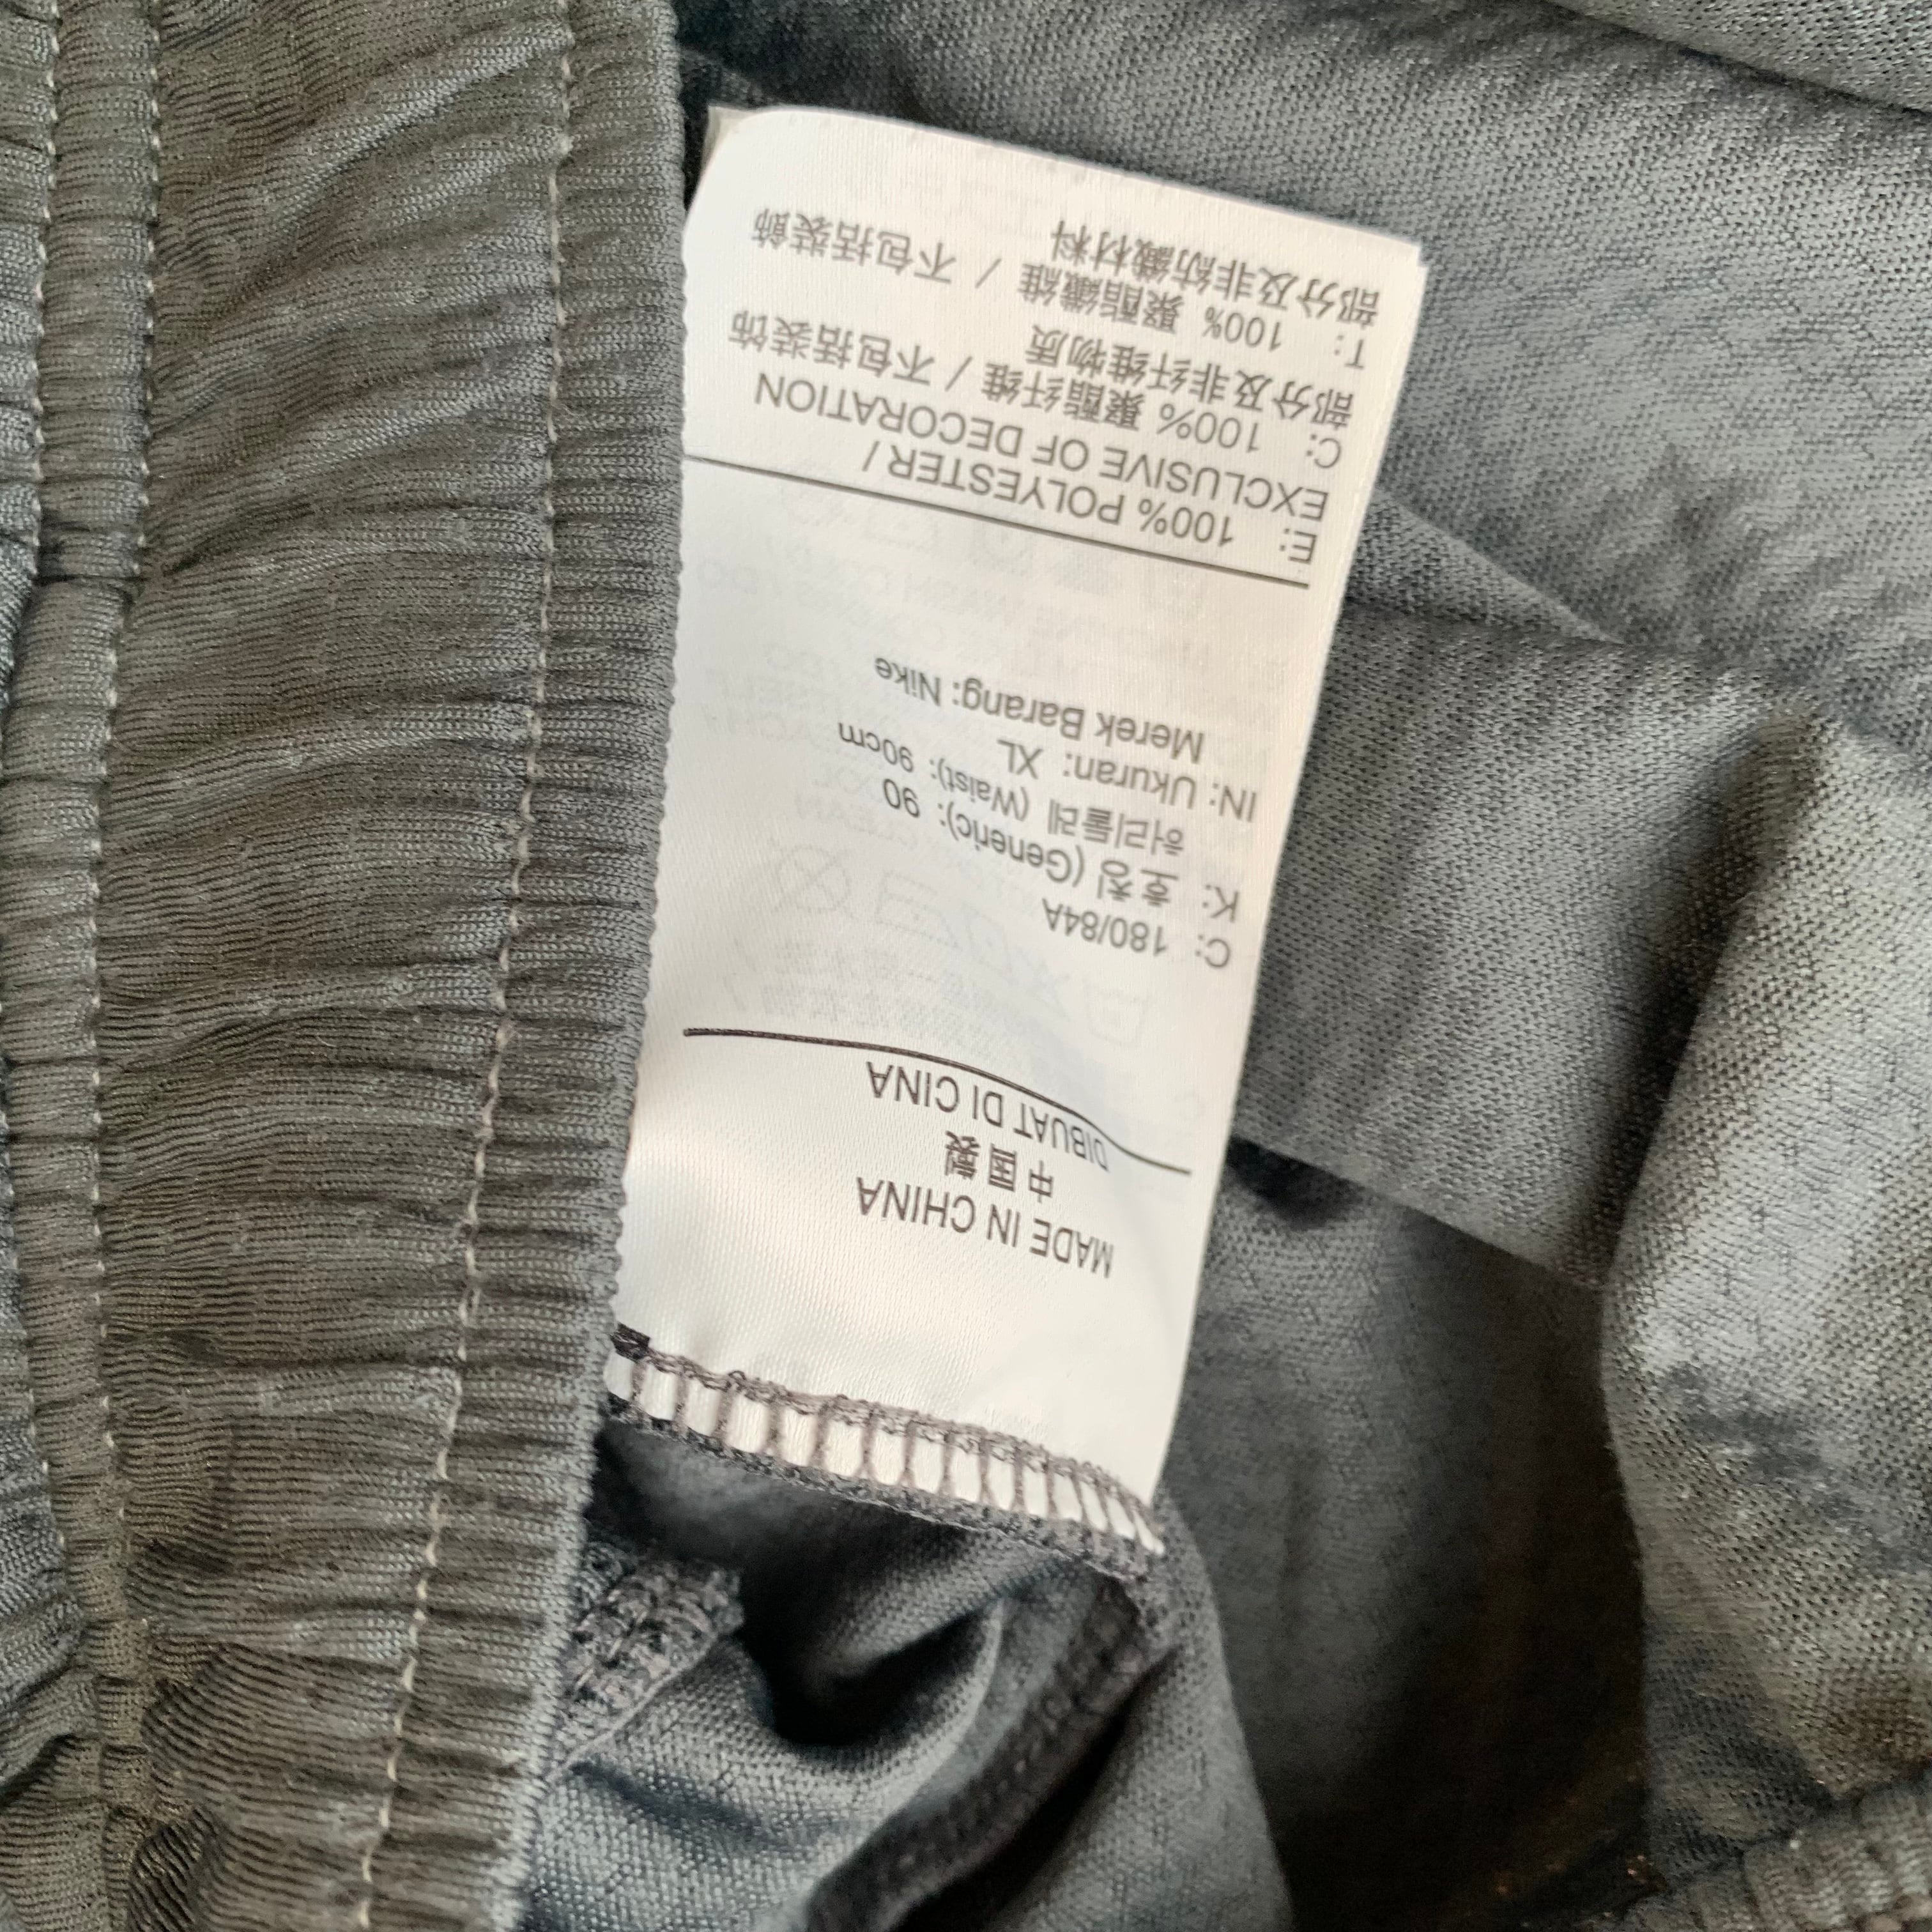 MADE IN CHINA
中国製
DIBUAT DI CINA
C: 180/84A
K: 호칭 (Generic): 90
허리둘레 (Waist): 90cm
IN: Ukuran: XL
Merek Barang: Nike
E: 100% POLYESTER /
EXCLUSIVE OF DECORATION
C: 100% 聚酯纤维 / 不包括装饰
部分及非纤维物质
T: 100% 聚酯纖維 / 不包括裝飾
部分及非紡織材料